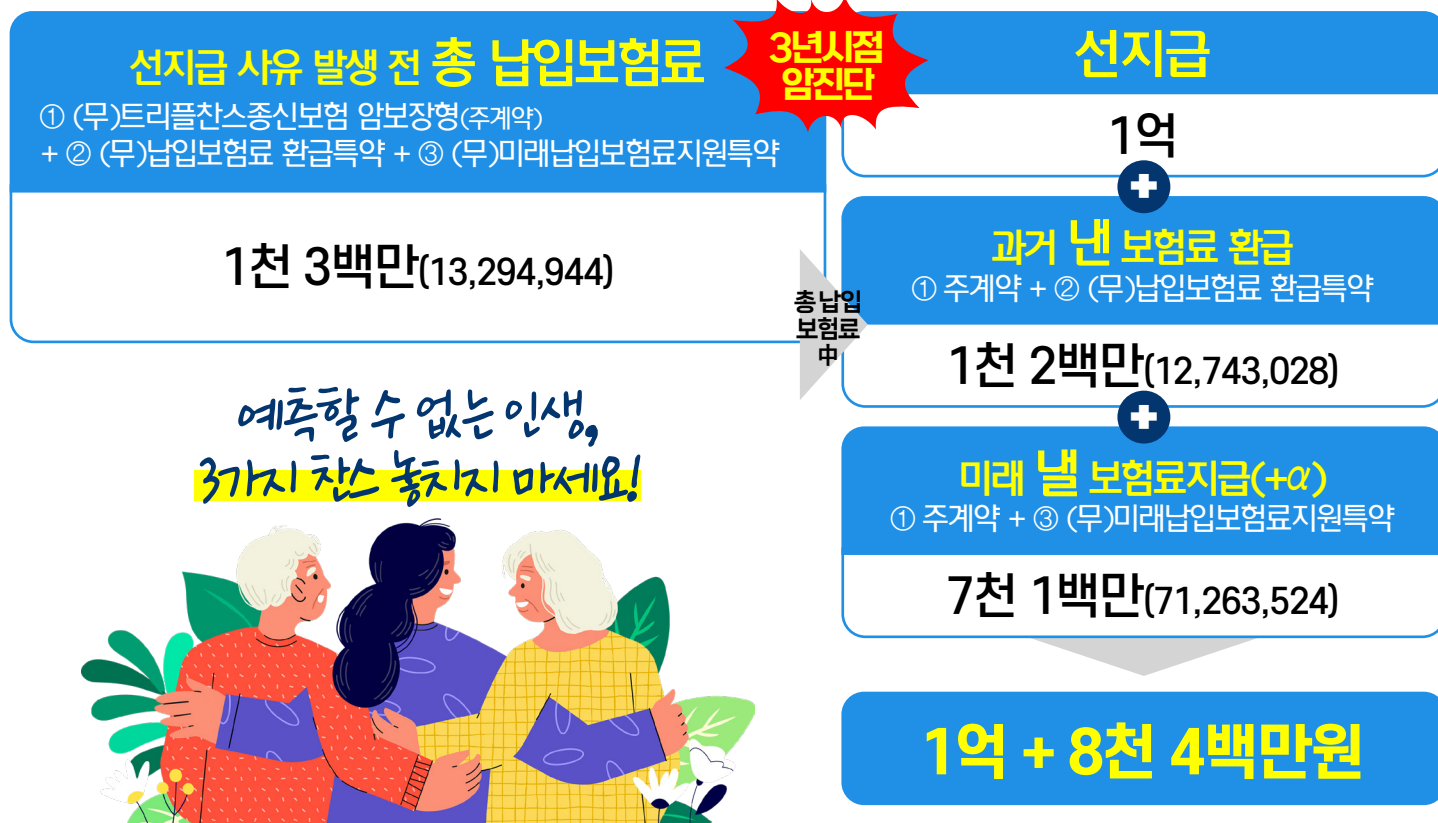 선지급 사유 발생 전 총 납입보험료
① (무)트리플찬스종신보험 암보장형(주계약)
+ ② (무)납입보험료 환급특약 + ③ (무)미래납입보험료지원특약
1천 3백만(13,294,944)
3년시점
암진단
선지급
1억
총 납입
보험료
中
과거 낸 보험료 환급
① 주계약 + ② (무)납입보험료 환급특약
1천 2백만(12,743,028)
미래 낼 보험료지급(+α)
① 주계약 + ③ (무)미래납입보험료지원특약
7천 1백만(71,263,524)
1억 + 8천 4백만원
예측할 수 없는 인생,
3가지 찬스 놓치지 마세요!